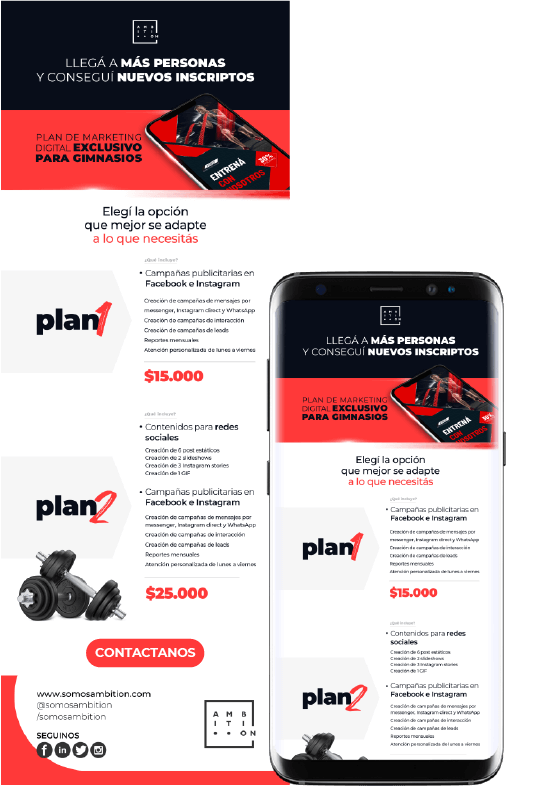 AMBITION
LLEGÁ A MÁS PERSONAS
Y CONSEGUÍ NUEVOS INSCRIPTOS
PLAN DE MARKETING
DIGITAL EXCLUSIVO
PARA GIMNASIOS
ENTRENÁ
CON
NOSOTROS
30%
Elegí la opción
que mejor se adapte
a lo que necesitás
¿Qué incluye?
• Campañas publicitarias en
Facebook e Instagram
Creación de campañas de mensajes por
messenger, Instagram direct y WhatsApp
Creación de campañas de interacción
Creación de campañas de leads
Reportes mensuales
Atención personalizada de lunes a viernes
plan1
$15.000
¿Qué incluye?
• Contenidos para redes
sociales
Creación de 6 post estáticos
Creación de 2 slideshows
Creación de 3 Instagram stories
Creación de 1 GIF
plan2
• Campañas publicitarias en
Facebook e Instagram
Creación de campañas de mensajes por
messenger, Instagram direct y WhatsApp
Creación de campañas de interacción
Creación de campañas de leads
Reportes mensuales
Atención personalizada de lunes a viernes
$25.000
CONTACTANOS
www.somosambition.com
@somosambition
/somosambition
SEGUINOS
AMB
ITI
ON
LLEGÁ A MÁS PERSONAS
Y CONSEGUÍ NUEVOS INSCRIPTOS
PLAN DE MARKETING
DIGITAL EXCLUSIVO
PARA GIMNASIOS
ENTRENÁ
CON
NOSOTROS
30%
Elegí la opción
que mejor se adapte
a lo que necesitás
¿Qué incluye?
• Campañas publicitarias en
Facebook e Instagram
Creación de campañas de mensajes por
messenger, Instagram direct y WhatsApp
Creación de campañas de interacción
Creación de campañas de leads
Reportes mensuales
Atención personalizada de lunes a viernes
plan1
$15.000
¿Qué incluye?
• Contenidos para redes
sociales
Creación de 6 post estáticos
Creación de 2 slideshows
Creación de 3 Instagram stories
Creación de 1 GIF
plan2
• Campañas publicitarias en
Facebook e Instagram
Creación de campañas de mensajes por
messenger, Instagram direct y WhatsApp
Creación de campañas de interacción
Creación de campañas de leads
Reportes mensuales
Atención personalizada de lunes a viernes